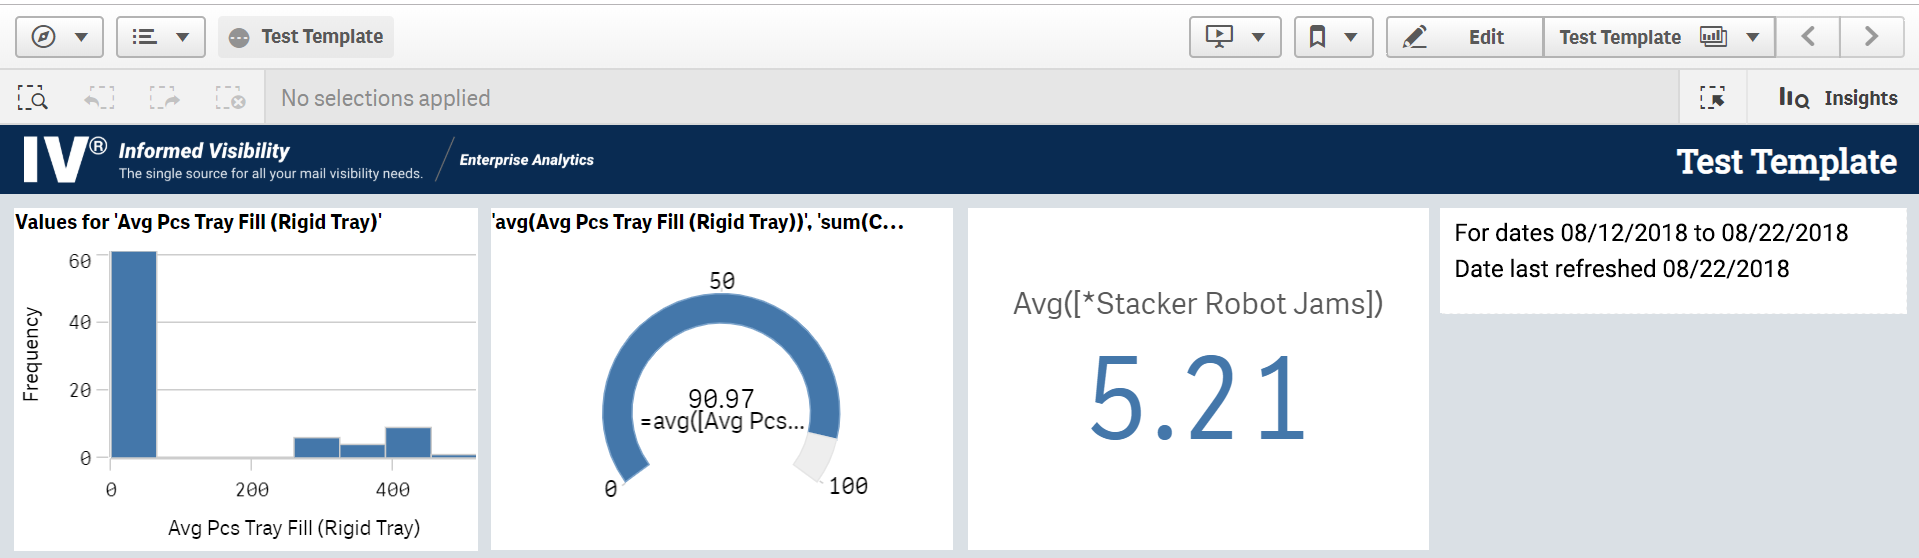 Test Template
Edit
Test Template
No selections applied
Insights
IV®
Informed Visibility
The single source for all your mail visibility needs.
Enterprise Analytics
Test Template
Values for 'Avg Pcs Tray Fill (Rigid Tray)'
60
40
20
0
Frequency
0 200 400
Avg Pcs Tray Fill (Rigid Tray)
'avg(Avg Pcs Tray Fill (Rigid Tray))', 'sum(C...
50
90.97
=avg([Avg Pcs...
0
100
Avg([*Stacker Robot Jams])
5.21
For dates 08/12/2018 to 08/22/2018
Date last refreshed 08/22/2018